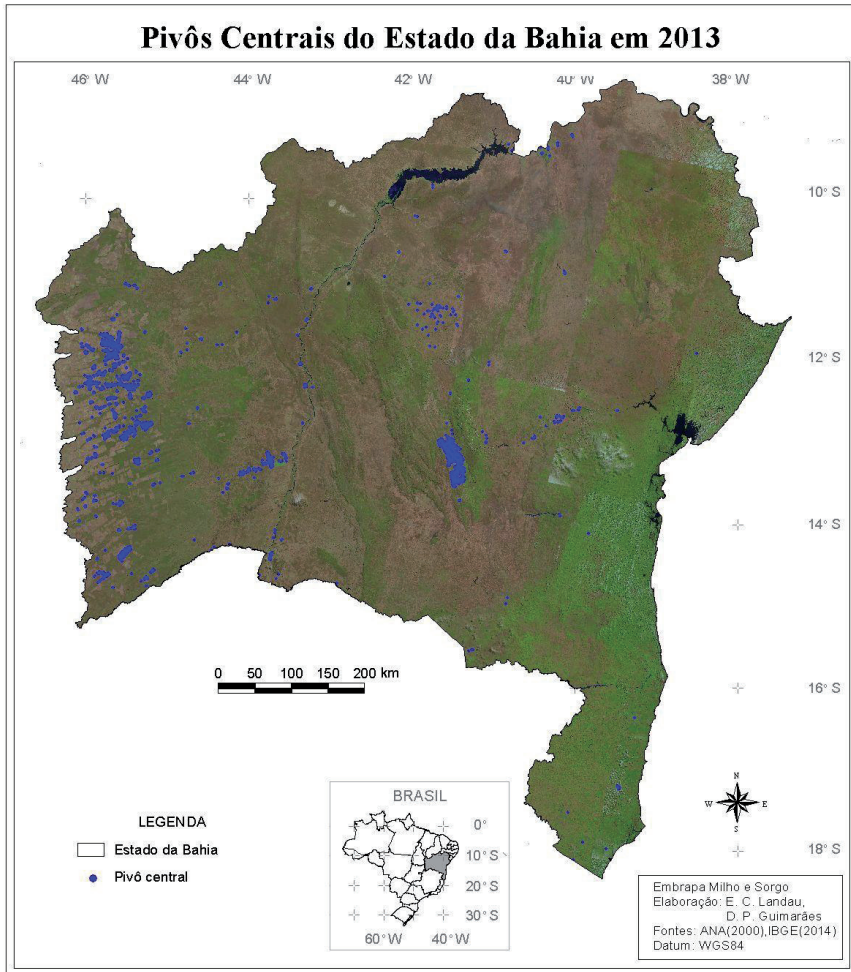 Pivôs Centrais do Estado da Bahia em 2013
46° W 44° W 42° W 40° W 38° W
10° S
12° S
14° S
16° S
18° S
0 50 100 150 200 km
LEGENDA
Estado da Bahia
Pivô central
BRASIL
0°
10° S
20° S
30° S
60° W 40° W
N
W E
S
Embrapa Milho e Sorgo
Elaboração: E. C. Landau,
D. P. Guimarães
Fontes: ANA(2000),IBGE(2014)
Datum: WGS84